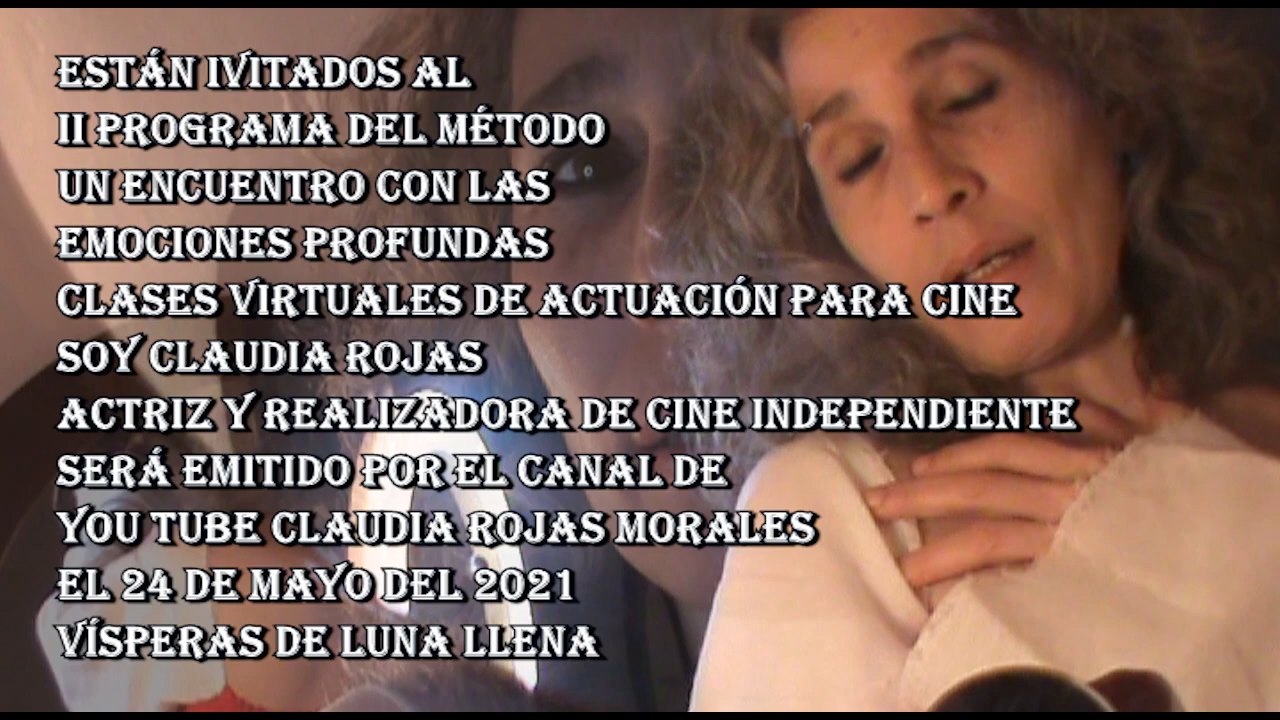 ESTÁN IVITADOS AL
II PROGRAMA DEL MÉTODO
UN ENCUENTRO CON LAS
EMOCIONES PROFUNDAS
CLASES VIRTUALES DE ACTUACIÓN PARA CINE
SOY CLAUDIA ROJAS
ACTRIZ Y REALIZADORA DE CINE INDEPENDIENTE
SERÁ EMITIDO POR EL CANAL DE
YOU TUBE CLAUDIA ROJAS MORALES
EL 24 DE MAYO DEL 2021
VÍSPERAS DE LUNA LLENA